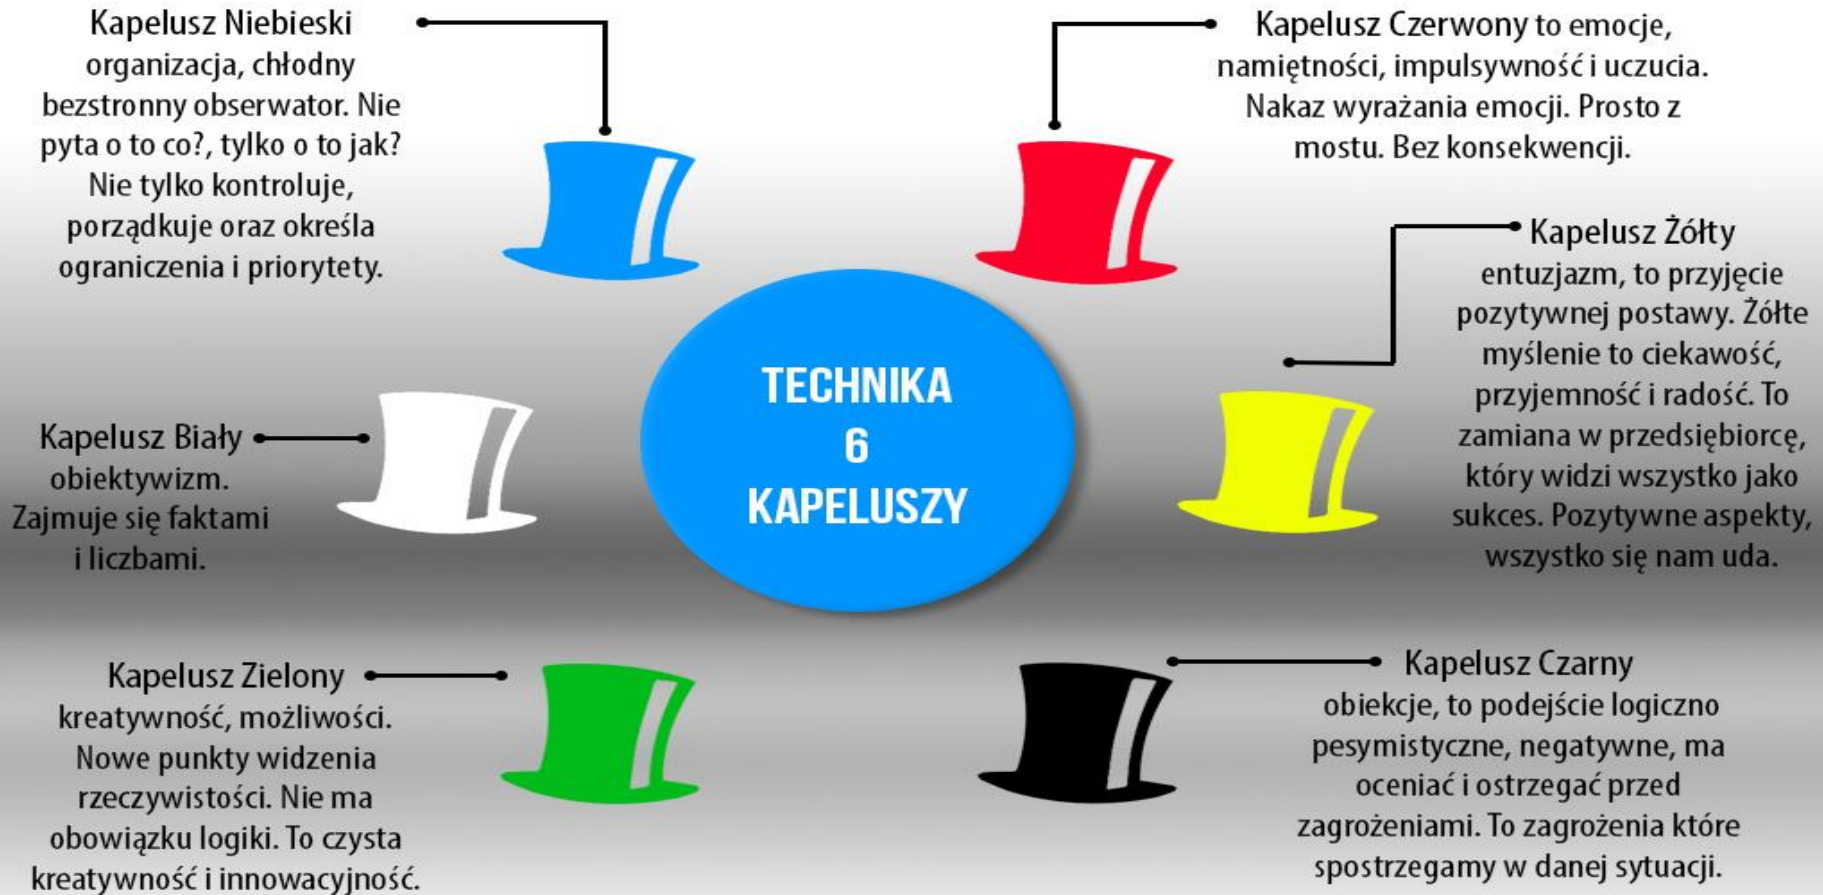 Kapelusz Niebieski
organizacja, chłodny
bezstronny obserwator. Nie
pyta o to co?, tylko o to jak?
Nie tylko kontroluje,
porządkuje oraz określa
ograniczenia i priorytety.
Kapelusz Czerwony to emocje,
namiętności, impulsywność i uczucia.
Nakaz wyrażania emocji. Prosto z
mostu. Bez konsekwencji.
Kapelusz Biały
obiektywizm.
Zajmuje się faktami
i liczbami.
TECHNIKA
6
KAPELUSZY
Kapelusz Żółty
entuzjazm, to przyjęcie
pozytywnej postawy. Żółte
myślenie to ciekawość,
przyjemność i radość. To
zamiana w przedsiębiorcę,
który widzi wszystko jako
sukces. Pozytywne aspekty,
wszystko się nam uda.
Kapelusz Zielony
kreatywność, możliwości.
Nowe punkty widzenia
rzeczywistości. Nie ma
obowiązku logiki. To czysta
kreatywność i innowacyjność.
Kapelusz Czarny
obiekcje, to podejście logiczno
pesymistyczne, negatywne, ma
oceniać i ostrzegać przed
zagrożeniami. To zagrożenia które
spostrzegamy w danej sytuacji.